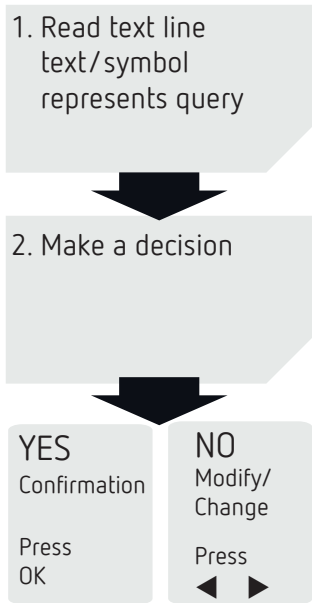 1. Read text line
text/symbol
represents query
2. Make a decision
YES
Confirmation
Press
OK
NO
Modify/
Change
Press
◀ ▶